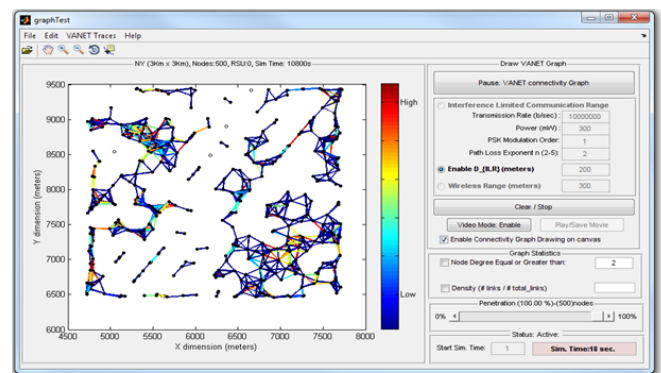 graphTest
File Edit VANET Traces Help
NY (3Km x 3Km), Nodes:500, RSU:0, Sim Time: 10800s
9500
9000
8500
8000
7500
7000
6500
6000
Y dimension (meters)
4500 5000 5500 6000 6500 7000 7500 8000
X dimension (meters)
High
Low
Draw VANET Graph
Pause: VANET connectivity Graph
Interference Limited Communication Range
Transmission Rate (b/sec): 10000000
Power (mW): 300
PSK Modulation Order: 1
Path Loss Exponent n (2-5): 2
Enable D_{ILR} (meters) 200
Wireless Range (meters) 300
Clear / Stop
Video Mode: Enable Play/Save Movie
Enable Connectivity Graph Drawing on canvas
Graph Statistics
Node Degree Equal or Greater than: 2
Density (# links / # total_links)
Penetration (100.00 %)-(500)nodes
0% 100%
Status: Active:
Start Sim. Time: 1 Sim. Time:18 sec.